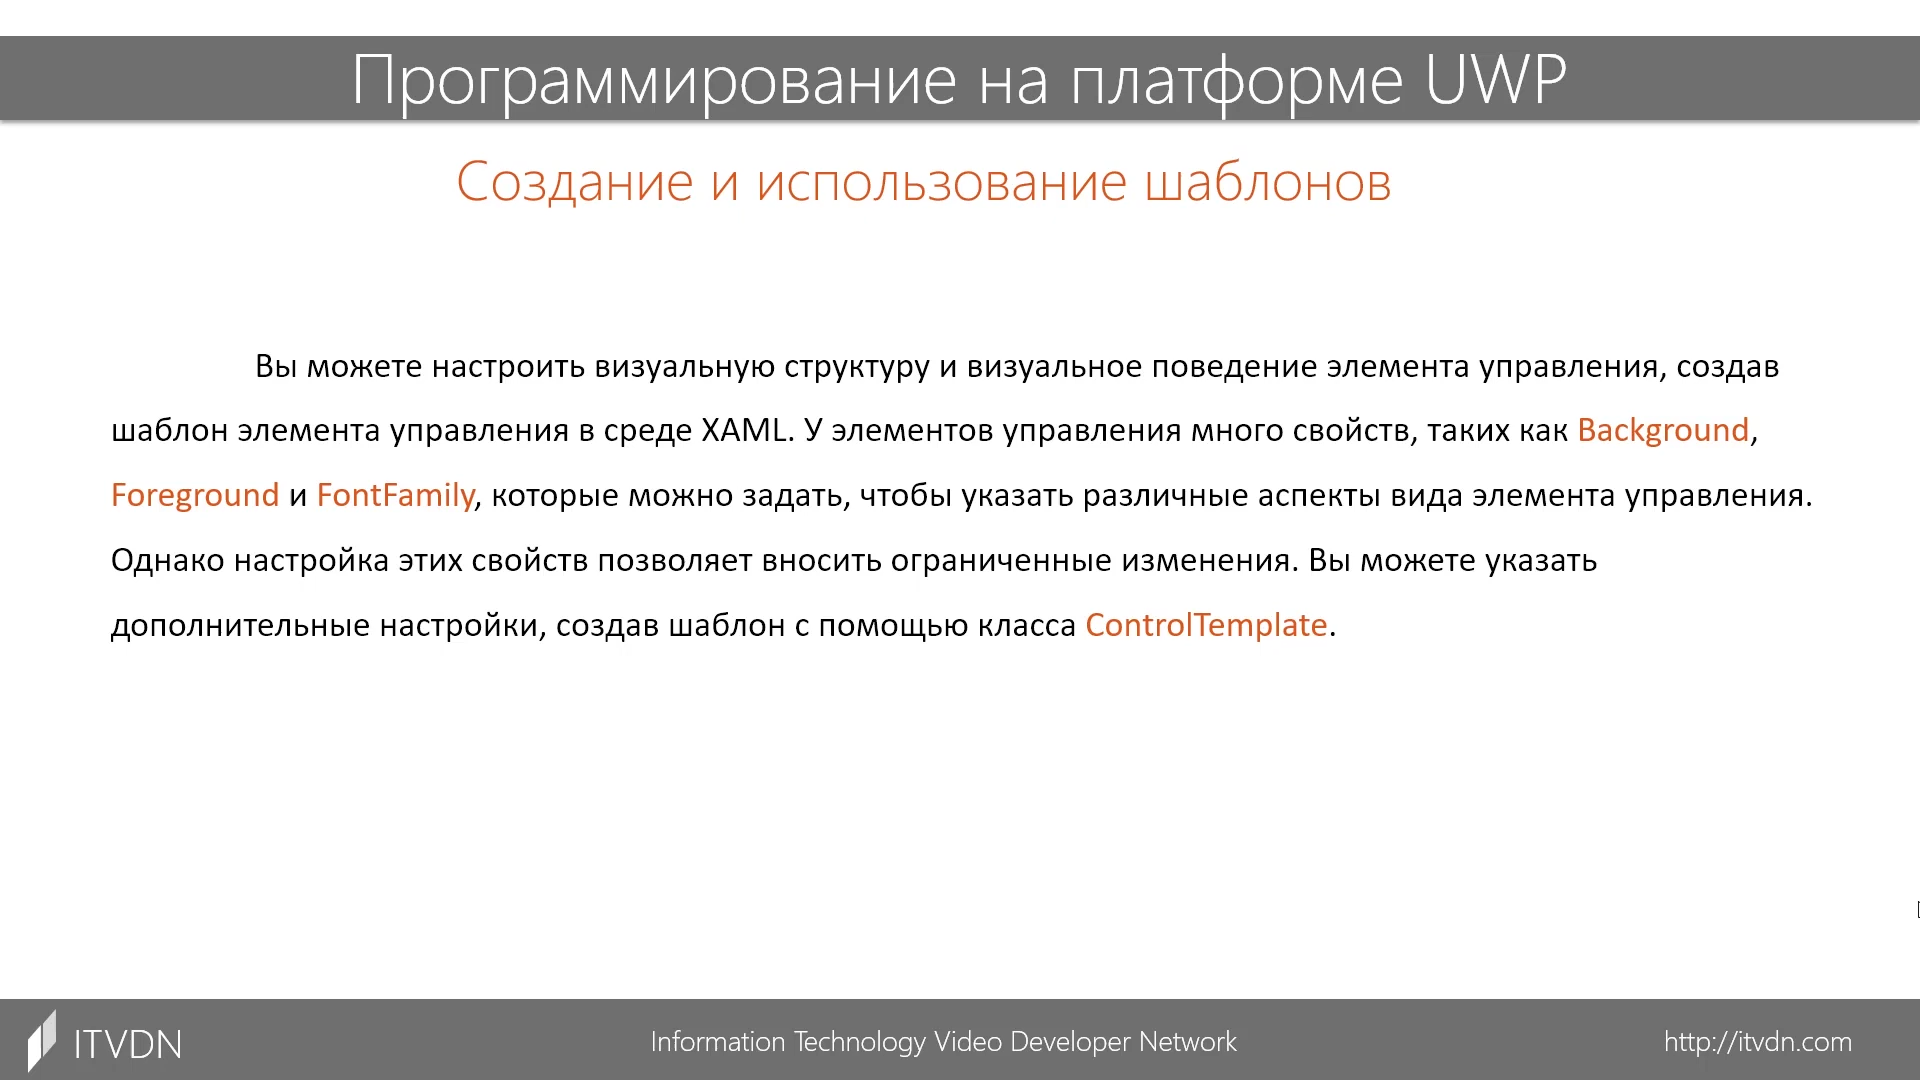 Программирование на платформе UWP
Создание и использование шаблонов
Вы можете настроить визуальную структуру и визуальное поведение элемента управления, создав
шаблон элемента управления в среде XAML. У элементов управления много свойств, таких как Background,
Foreground и FontFamily, которые можно задать, чтобы указать различные аспекты вида элемента управления.
Однако настройка этих свойств позволяет вносить ограниченные изменения. Вы можете указать
дополнительные настройки, создав шаблон с помощью класса ControlTemplate.
ITVDN
Information Technology Video Developer Network
http://itvdn.com